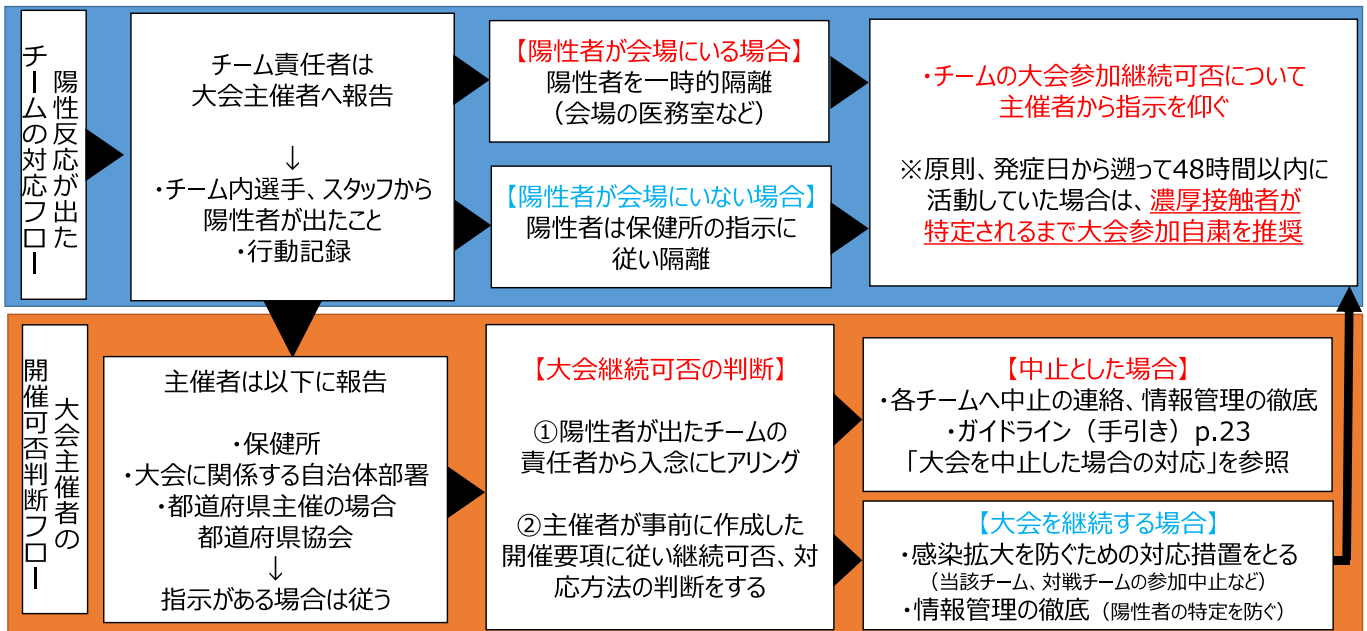 陽性反応が出た
チームの対応フロー
チーム責任者は
大会主催者へ報告
↓
・チーム内選手、スタッフから
陽性者が出たこと
・行動記録
【陽性者が会場にいる場合】
陽性者を一時的隔離
（会場の医務室など）
【陽性者が会場にいない場合】
陽性者は保健所の指示に
従い隔離
・チームの大会参加継続可否について
主催者から指示を仰ぐ
※原則、発症日から遡って48時間以内に
活動していた場合は、濃厚接触者が
特定されるまで大会参加自粛を推奨
大会主催者の
開催可否判断フロー
主催者は以下に報告
・保健所
・大会に関係する自治体部署
・都道府県主催の場合
都道府県協会
↓
指示がある場合は従う
【大会継続可否の判断】
①陽性者が出たチームの
責任者から入念にヒアリング
②主催者が事前に作成した
開催要項に従い継続可否、対
応方法の判断をする
【中止とした場合】
・各チームへ中止の連絡、情報管理の徹底
・ガイドライン（手引き）p.23
「大会を中止した場合の対応」を参照
【大会を継続する場合】
・感染拡大を防ぐための対応措置をとる
（当該チーム、対戦チームの参加中止など）
・情報管理の徹底（陽性者の特定を防ぐ）